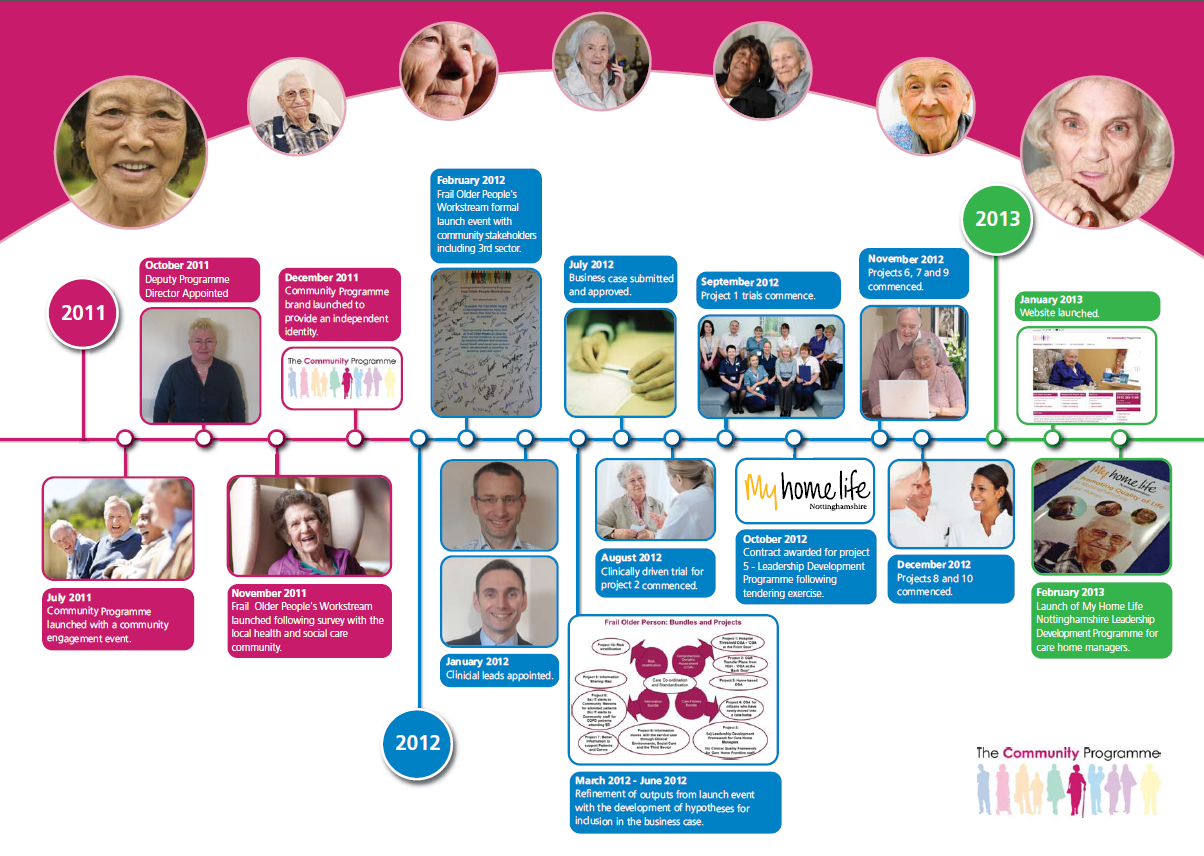 2011
October 2011
Deputy Programme
Director Appointed
December 2011
Community Programme
brand launched to
provide an independent
identity.
The Community Programme
July 2011
Community Programme
launched with a community
engagement event.
November 2011
Frail Older People's Workstream
launched following survey with the
local health and social care
community.
2012
February 2012
Frail Older People's
Workstream formal
launch event with
community stakeholders
including 3rd sector.
January 2012
Clinicial leads appointed.
July 2012
Business case submitted
and approved.
March 2012 - June 2012
Refinement of outputs from launch event
with the development of hypotheses for
inclusion in the business case.
Frail Older Person: Bundles and Projects
Care Co-ordination
and Standardisation
September 2012
Project 1 trials commence.
August 2012
Clinically driven trial for
project 2 commenced.
My home life
Nottinghamshire
October 2012
Contract awarded for project
5 - Leadership Development
Programme following
tendering exercise.
November 2012
Projects 6, 7 and 9
commenced.
December 2012
Projects 8 and 10
commenced.
2013
January 2013
Website launched.
My home life
Promoting Quality of Life
February 2013
Launch of My Home Life
Nottinghamshire Leadership
Development Programme for
care home managers.
The Community Programme